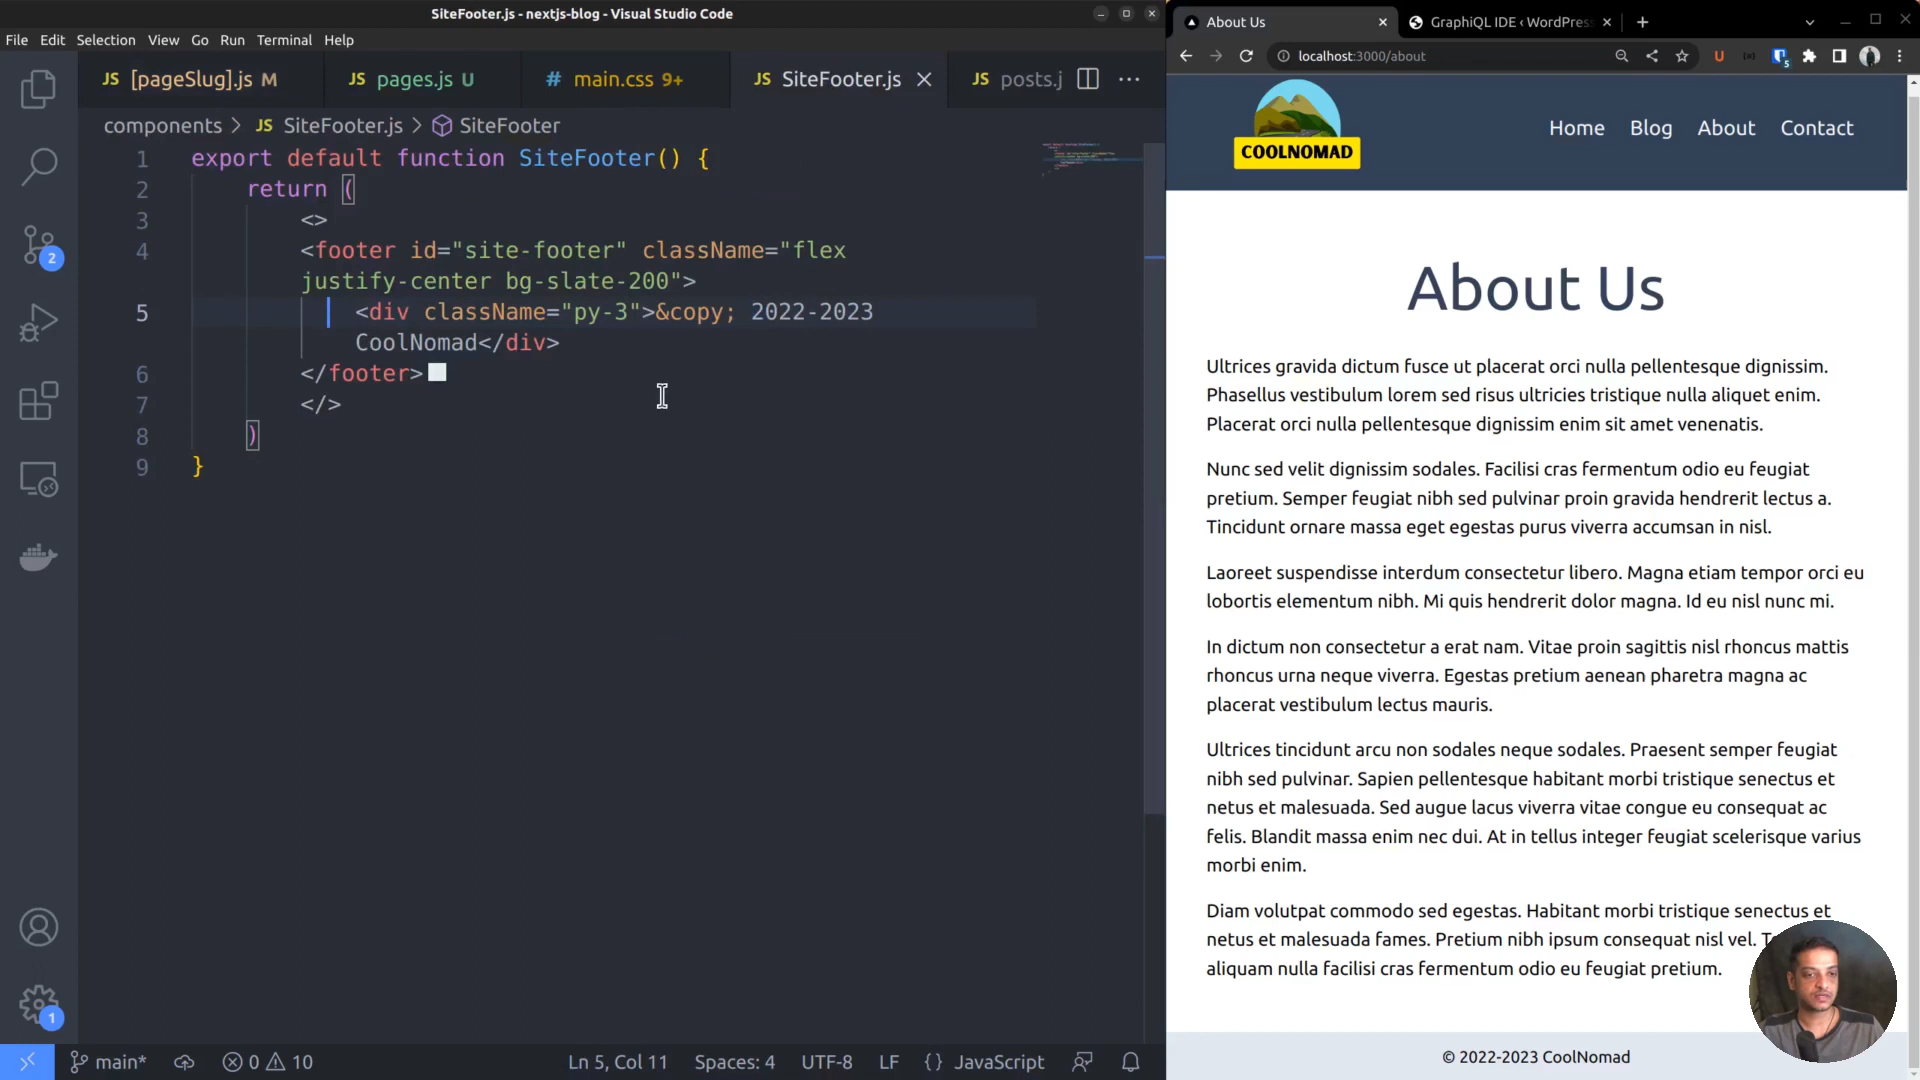 SiteFooter.js - nextjs-blog - Visual Studio Code
File Edit Selection View Go Run Terminal Help
JS [pageSlug].js M JS pages.js U # main.css 9+ JS SiteFooter.js JS posts.j
components > JS SiteFooter.js > SiteFooter
1 export default function SiteFooter() {
2 return (
3 <>
4 <footer id="site-footer" className="flex
justify-center bg-slate-200">
5 <div className="py-3">&copy; 2022-2023
CoolNomad</div>
6 </footer>
7 </>
8 )
9 }
2
1
main* 0 10 Ln 5, Col 11 Spaces: 4 UTF-8 LF {} JavaScript
About Us GraphiQL IDE ‹ WordPres
localhost:3000/about
U
5
COOLNOMAD
Home Blog About Contact
About Us
Ultrices gravida dictum fusce ut placerat orci nulla pellentesque dignissim.
Phasellus vestibulum lorem sed risus ultricies tristique nulla aliquet enim.
Placerat orci nulla pellentesque dignissim enim sit amet venenatis.
Nunc sed velit dignissim sodales. Facilisi cras fermentum odio eu feugiat
pretium. Semper feugiat nibh sed pulvinar proin gravida hendrerit lectus a.
Tincidunt ornare massa eget egestas purus viverra accumsan in nisl.
Laoreet suspendisse interdum consectetur libero. Magna etiam tempor orci eu
lobortis elementum nibh. Mi quis hendrerit dolor magna. Id eu nisl nunc mi.
In dictum non consectetur a erat nam. Vitae proin sagittis nisl rhoncus mattis
rhoncus urna neque viverra. Egestas pretium aenean pharetra magna ac
placerat vestibulum lectus mauris.
Ultrices tincidunt arcu non sodales neque sodales. Praesent semper feugiat
nibh sed pulvinar. Sapien pellentesque habitant morbi tristique senectus et
netus et malesuada. Sed augue lacus viverra vitae congue eu consequat ac
felis. Blandit massa enim nec dui. At in tellus integer feugiat scelerisque varius
morbi enim.
Diam volutpat commodo sed egestas. Habitant morbi tristique senectus et
netus et malesuada fames. Pretium nibh ipsum consequat nisl vel.
aliquam nulla facilisi cras fermentum odio eu feugiat pretium.
© 2022-2023 CoolNomad